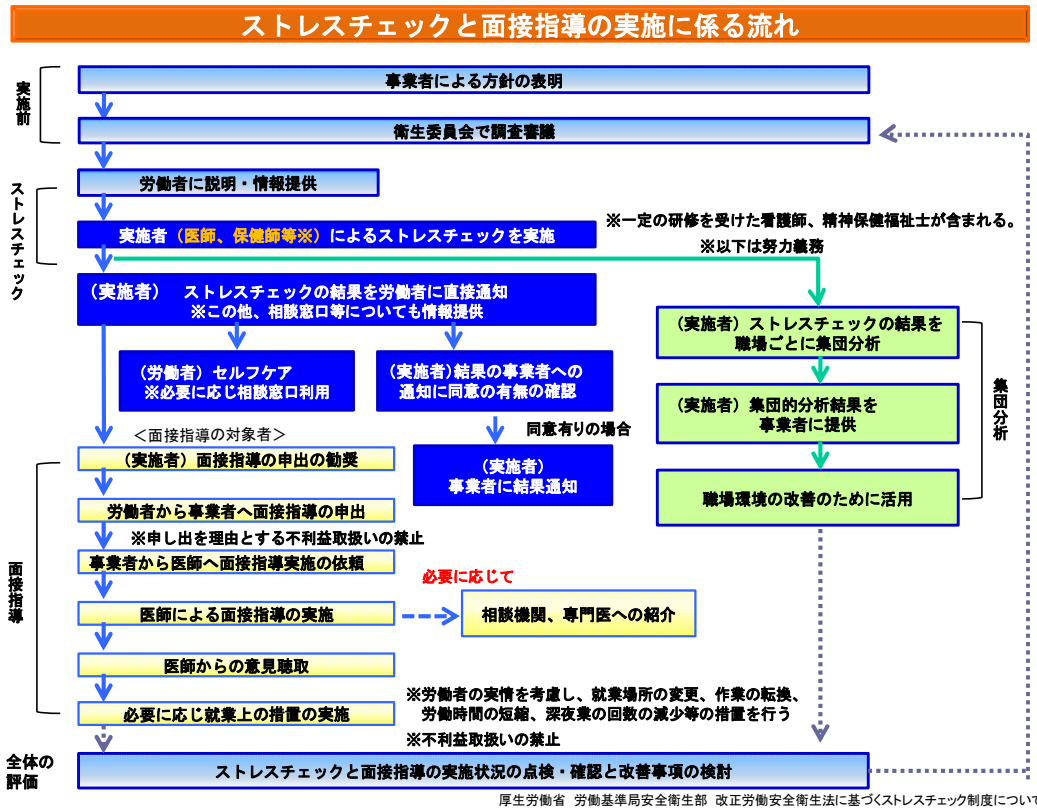 ストレスチェックと面接指導の実施に係る流れ
実施前
事業者による方針の表明
衛生委員会で調査審議
ストレスチェック
労働者に説明・情報提供
実施者（医師、保健師等※）によるストレスチェックを実施
※一定の研修を受けた看護師、精神保健福祉士が含まれる。
※以下は努力義務
（実施者） ストレスチェックの結果を労働者に直接通知
※この他、相談窓口等についても情報提供
（労働者）セルフケア
※必要に応じ相談窓口利用
（実施者）結果の事業者への
通知に同意の有無の確認
同意有りの場合
（実施者）
事業者に結果通知
（実施者）ストレスチェックの結果を
職場ごとに集団分析
（実施者）集団的分析結果を
事業者に提供
職場環境の改善のために活用
集団分析
＜面接指導の対象者＞
面接指導
（実施者）面接指導の申出の勧奨
労働者から事業者へ面接指導の申出
※申し出を理由とする不利益取扱いの禁止
事業者から医師へ面接指導実施の依頼
医師による面接指導の実施
必要に応じて
相談機関、専門医への紹介
医師からの意見聴取
必要に応じ就業上の措置の実施
※労働者の実情を考慮し、就業場所の変更、作業の転換、
労働時間の短縮、深夜業の回数の減少等の措置を行う
※不利益取扱いの禁止
全体の
評価
ストレスチェックと面接指導の実施状況の点検・確認と改善事項の検討
厚生労働省 労働基準局安全衛生部 改正労働安全衛生法に基づくストレスチェック制度について